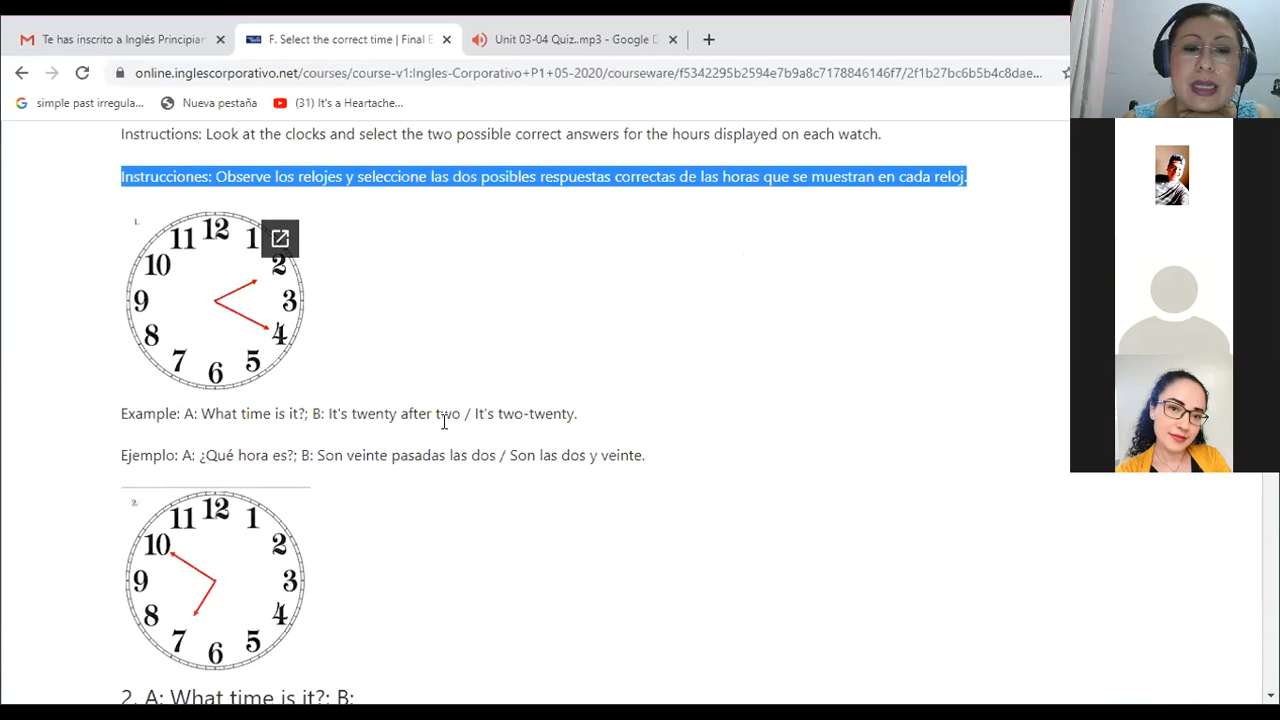 Te has inscrito a Inglés Principian
F. Select the correct time | Final E
Unit 03-04 Quiz..mp3 - Google D
online.inglescorporativo.net/courses/course-v1:Ingles-Corporativo+P1+05-2020/courseware/f5342295b2594e7b9a8c7178846146f7/2f1b27bc6b5b4c8dae...
simple past irregula...
Nueva pestaña
(31) It's a Heartache...
Instructions: Look at the clocks and select the two possible correct answers for the hours displayed on each watch.
Instrucciones: Observe los relojes y seleccione las dos posibles respuestas correctas de las horas que se muestran en cada reloj.
1.
12
11 1
10 2
9 3
8 4
7 5
6
Example: A: What time is it?; B: It's twenty after two / It's two-twenty.
Ejemplo: A: ¿Qué hora es?; B: Son veinte pasadas las dos / Son las dos y veinte.
2.
12
11 1
10 2
9 3
8 4
7 5
6
2. A: What time is it?: B: